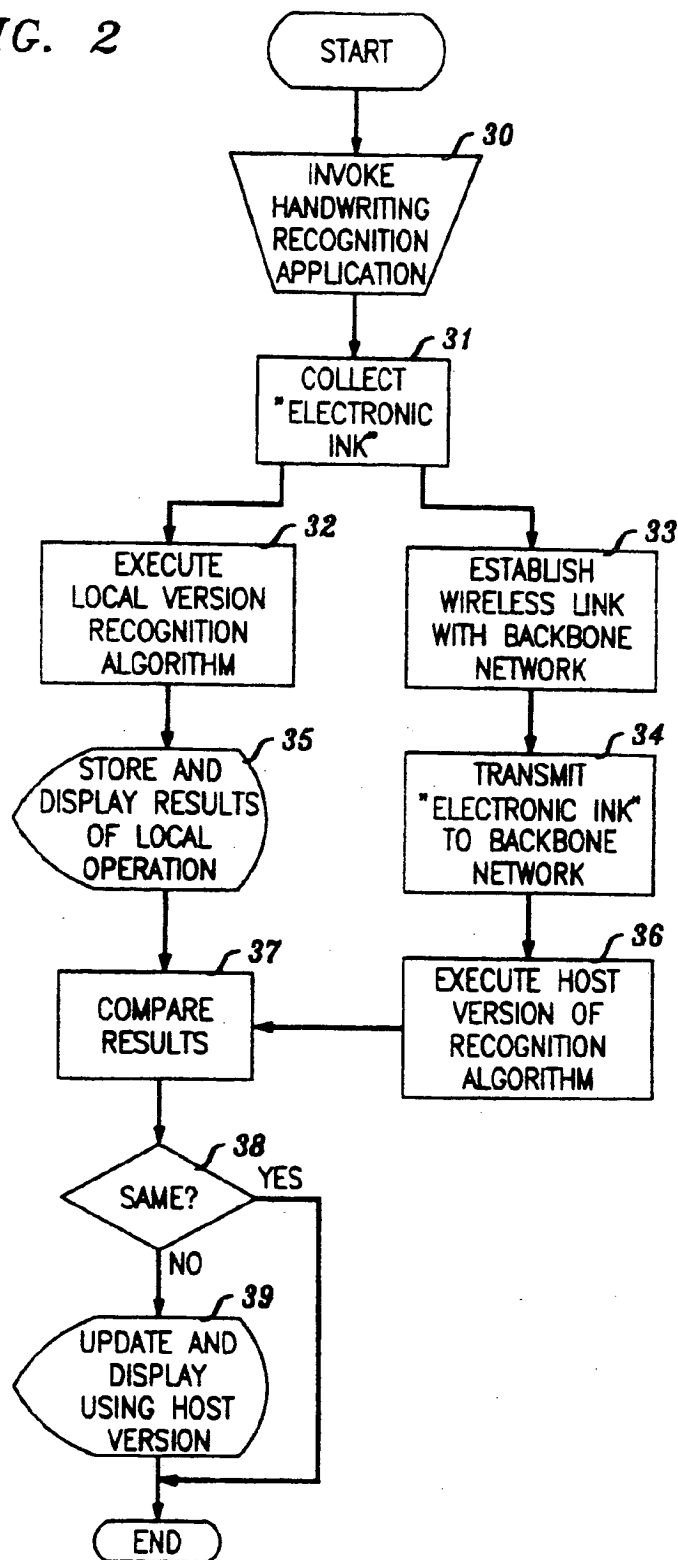 IG. 2
START
30
INVOKE
HANDWRITING
RECOGNITION
APPLICATION
31
COLLECT
"ELECTRONIC
INK"
32
EXECUTE
LOCAL VERSION
RECOGNITION
ALGORITHM
33
ESTABLISH
WIRELESS LINK
WITH BACKBONE
NETWORK
35
STORE AND
DISPLAY RESULTS
OF LOCAL
OPERATION
34
TRANSMIT
"ELECTRONIC INK"
TO BACKBONE
NETWORK
37
COMPARE
RESULTS
36
EXECUTE HOST
VERSION OF
RECOGNITION
ALGORITHM
38
SAME?
YES
NO
39
UPDATE AND
DISPLAY
USING HOST
VERSION
END